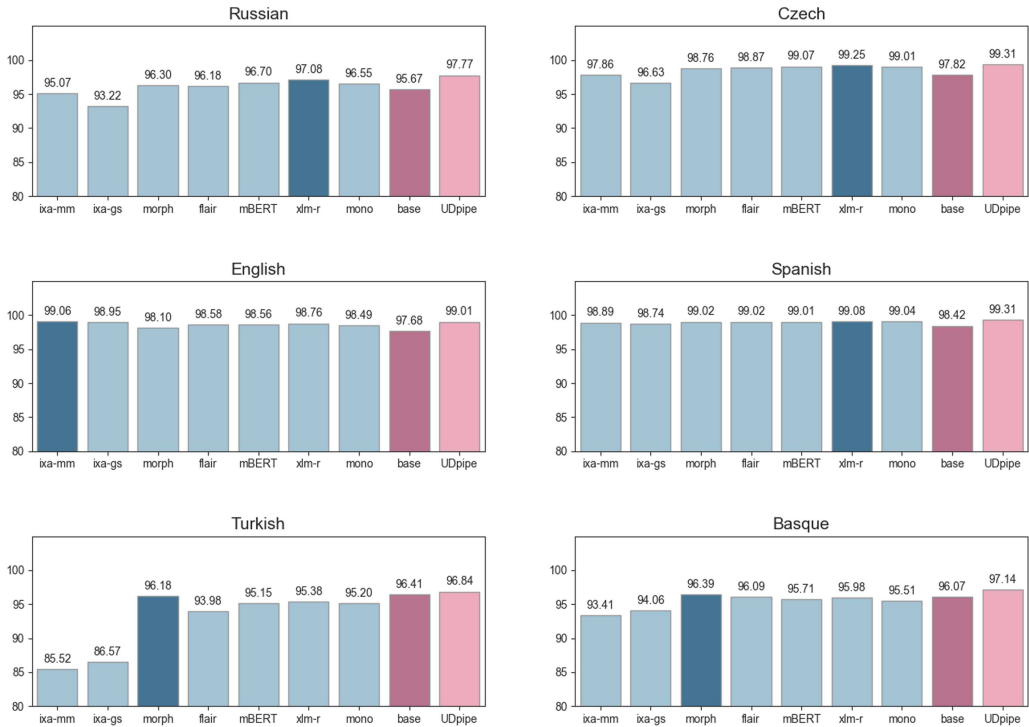 Russian
100
95
90
85
80
95.07 93.22 96.30 96.18 96.70 97.08 96.55 95.67 97.77
ixa-mm ixa-gs morph flair mBERT xlm-r mono base UDpipe
Czech
100
95
90
85
80
97.86 96.63 98.76 98.87 99.07 99.25 99.01 97.82 99.31
ixa-mm ixa-gs morph flair mBERT xlm-r mono base UDpipe
English
100
95
90
85
80
99.06 98.95 98.10 98.58 98.56 98.76 98.49 97.68 99.01
ixa-mm ixa-gs morph flair mBERT xlm-r mono base UDpipe
Spanish
100
95
90
85
80
98.89 98.74 99.02 99.02 99.01 99.08 99.04 98.42 99.31
ixa-mm ixa-gs morph flair mBERT xlm-r mono base UDpipe
Turkish
100
95
90
85
80
85.52 86.57 96.18 93.98 95.15 95.38 95.20 96.41 96.84
ixa-mm ixa-gs morph flair mBERT xlm-r mono base UDpipe
Basque
100
95
90
85
80
93.41 94.06 96.39 96.09 95.71 95.98 95.51 96.07 97.14
ixa-mm ixa-gs morph flair mBERT xlm-r mono base UDpipe